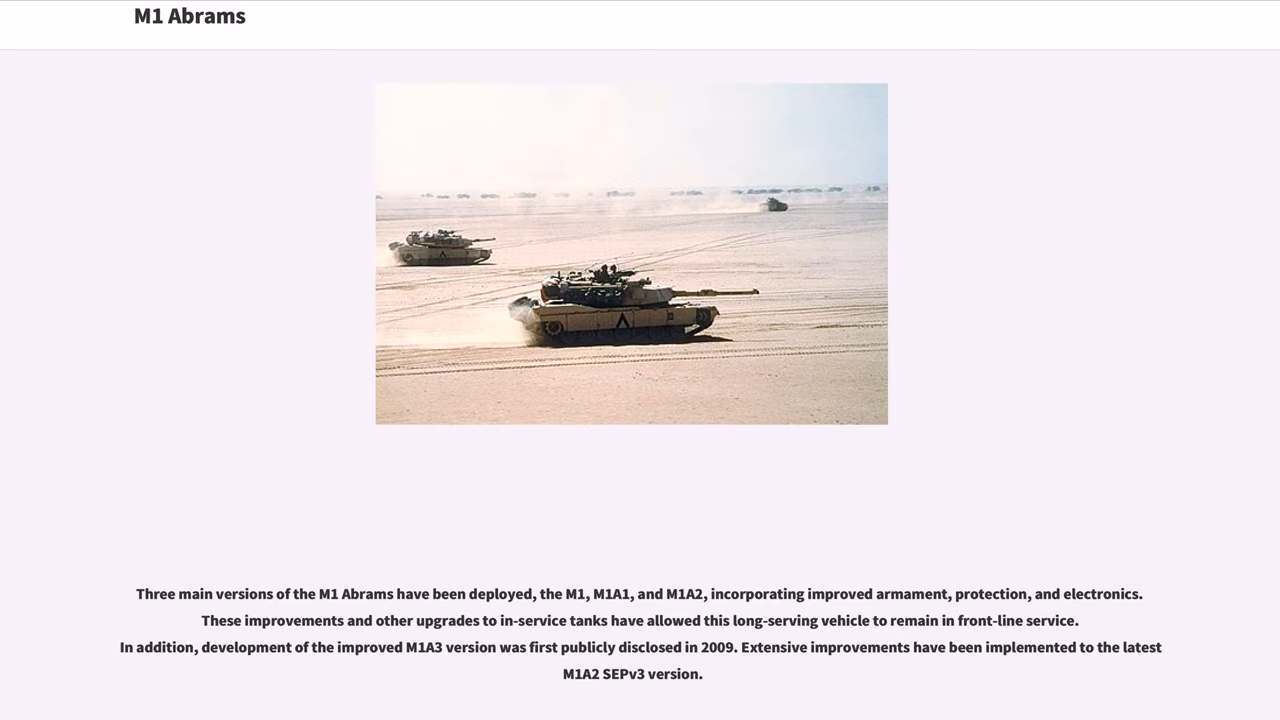 M1 Abrams
Three main versions of the M1 Abrams have been deployed, the M1, M1A1, and M1A2, incorporating improved armament, protection, and electronics.
These improvements and other upgrades to in-service tanks have allowed this long-serving vehicle to remain in front-line service.
In addition, development of the improved M1A3 version was first publicly disclosed in 2009. Extensive improvements have been implemented to the latest
M1A2 SEPv3 version.